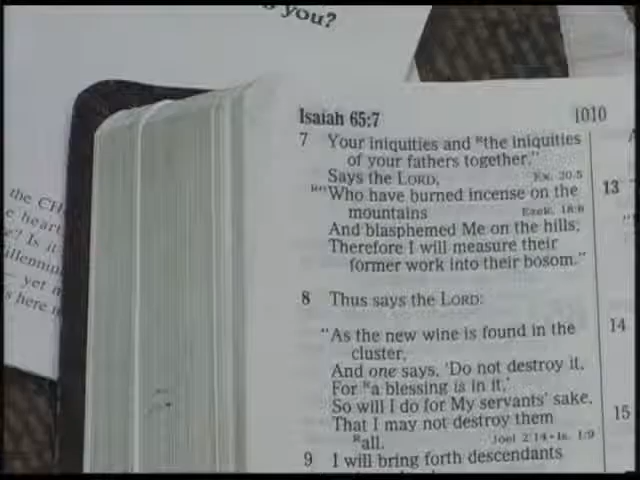 you?
the CH
e heart
e? Is it
illennium
yet
s here
Isaiah 65:7 1010
7 Your iniquities and "the iniquities
of your fathers together,"
Says the LORD, Ex. 20:5
""Who have burned incense on the
mountains Ezek. 18:6
And blasphemed Me on the hills;
Therefore I will measure their
former work into their bosom."
8 Thus says the LORD:
"As the new wine is found in the
cluster,
And one says, 'Do not destroy it,
For "a blessing is in it,'
So will I do for My servants' sake,
That I may not destroy them
"all. Joel 2:14 • Is. 1:9
9 I will bring forth descendants
13
14
15